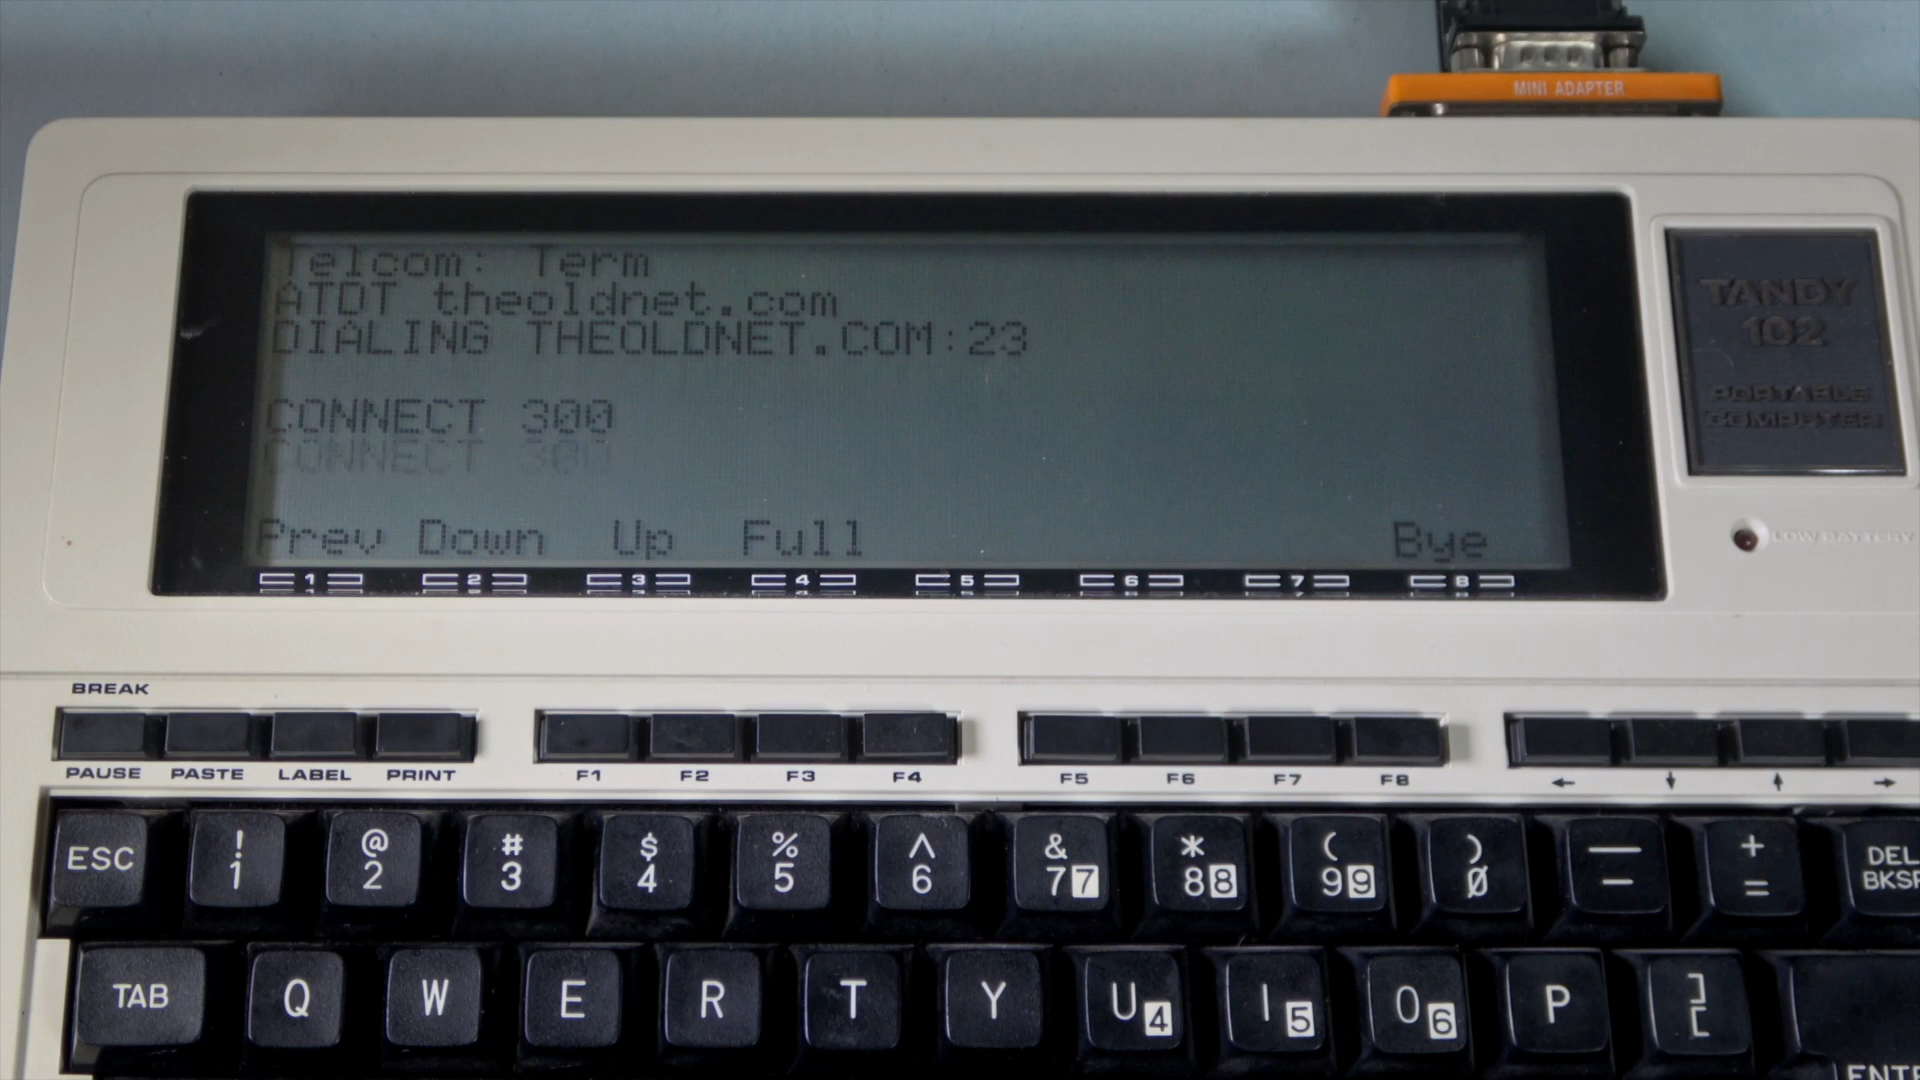 MINI ADAPTER
Telcom: Term
ATDT theoldnet.com
DIALING THEOLDNET.COM:23
CONNECT 300
CONNECT 300
Prev Down Up Full Bye
1 2 3 4 5 6 7 8
TANDY
102
PORTABLE
COMPUTER
LOW BATTERY
BREAK
PAUSE PASTE LABEL PRINT F1 F2 F3 F4 F5 F6 F7 F8 ← ↓ ↑ →
ESC ! 1 @ 2 # 3 $ 4 % 5 ^ 6 & 7 7 * 8 8 ( 9 9 ) 0 — - + = DEL BKSP
TAB Q W E R T Y U 4 I 5 O 6 P ] [